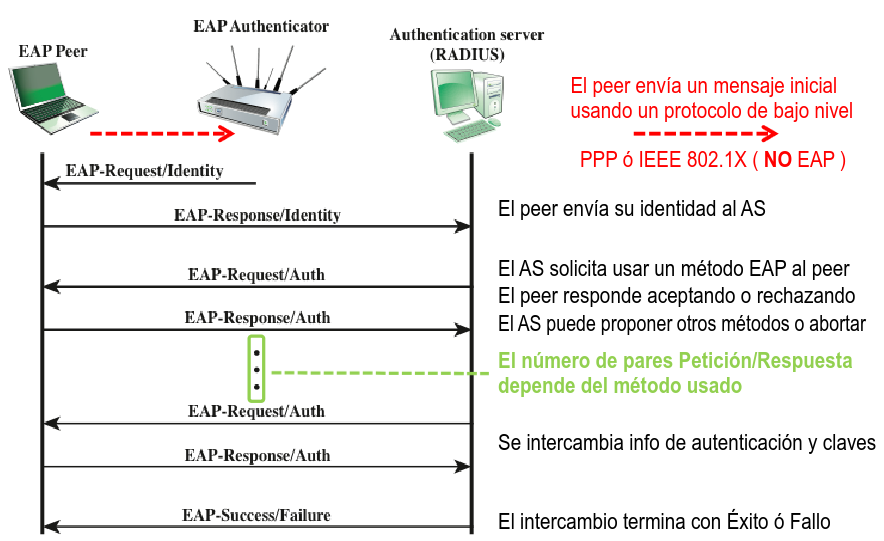 EAP Peer
EAP Authenticator
Authentication server
(RADIUS)
El peer envía un mensaje inicial
usando un protocolo de bajo nivel
PPP ó IEEE 802.1X ( NO EAP )
EAP-Request/Identity
EAP-Response/Identity
El peer envía su identidad al AS
EAP-Request/Auth
El AS solicita usar un método EAP al peer
El peer responde aceptando o rechazando
EAP-Response/Auth
El AS puede proponer otros métodos o abortar
El número de pares Petición/Respuesta
depende del método usado
EAP-Request/Auth
Se intercambia info de autenticación y claves
EAP-Response/Auth
EAP-Success/Failure
El intercambio termina con Éxito ó Fallo